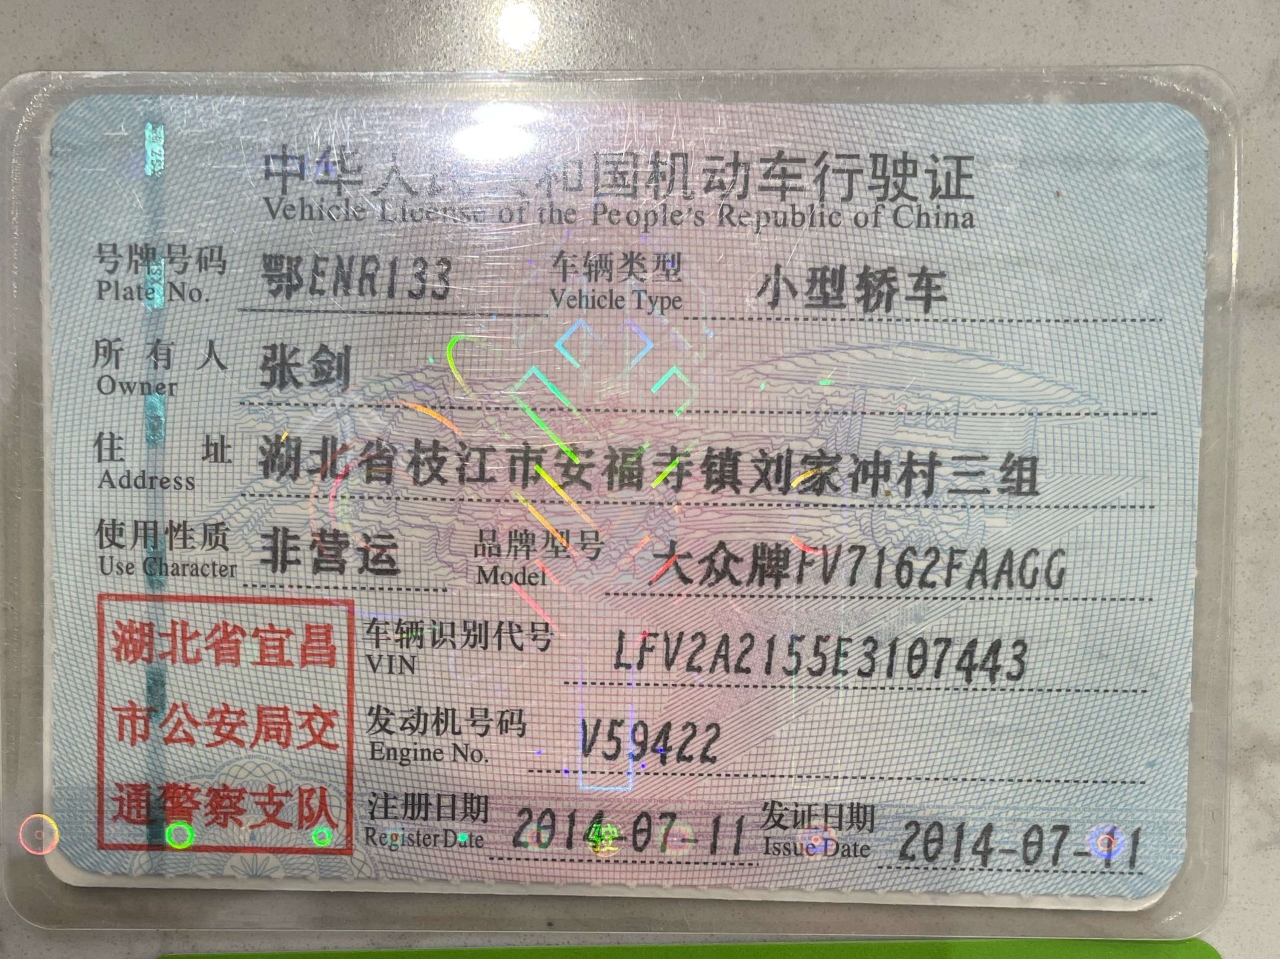 中华人民共和国机动车行驶证
Vehicle License of the People's Republic of China
号牌号码 鄂ENR133 车辆类型 小型轿车
Plate No. Vehicle Type
所有人 张剑
Owner
住址 湖北省枝江市安福寺镇刘家冲村三组
Address
使用性质 非营运 品牌型号 大众牌FV7162FAAGG
Use Character Model
湖北省宜昌
市公安局交
通警察支队
车辆识别代号 LFV2A2155E3107443
VIN
发动机号码 V59422
Engine No.
注册日期 2014-07-11 发证日期 2014-07-11
Register Date Issue Date